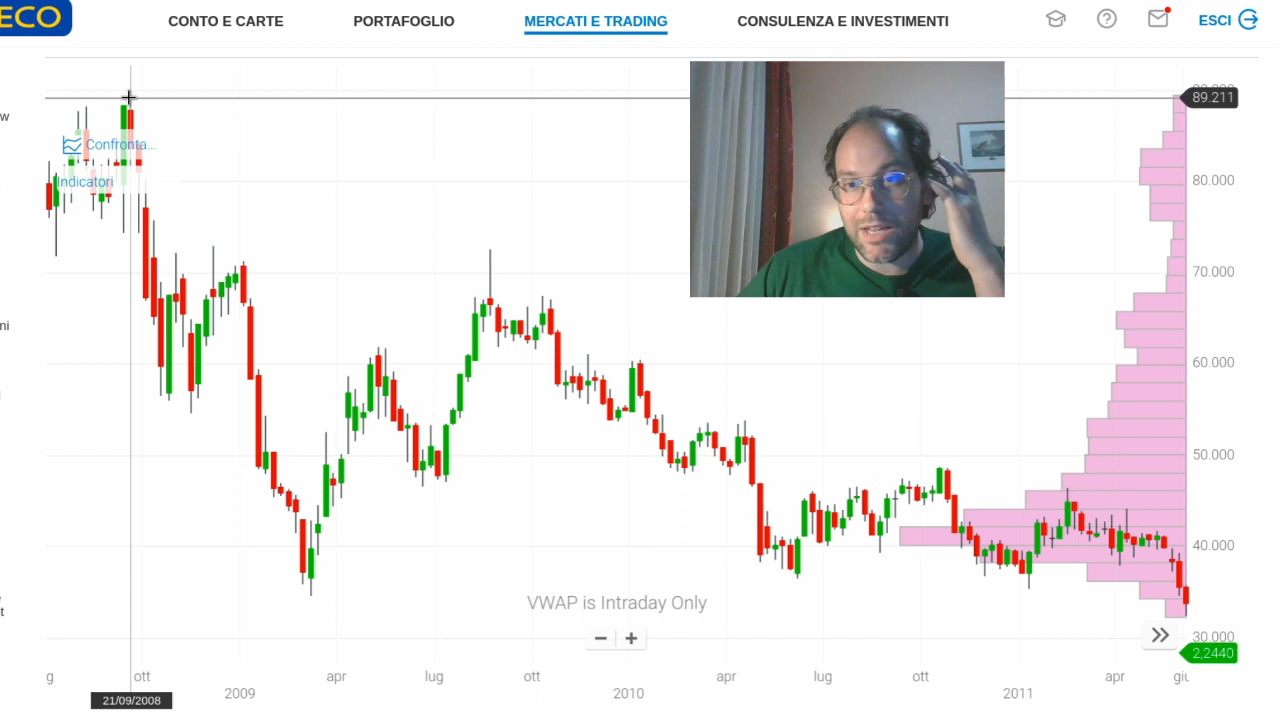 ECO
CONTO E CARTE
PORTAFOGLIO
MERCATI E TRADING
CONSULENZA E INVESTIMENTI
ESCI
w
ni
t
Confronta...
Indicatori
89.211
80.000
70.000
60.000
50.000
40.000
30.000
2,2440
VWAP is Intraday Only
− +
g
ott
apr
lug
ott
apr
lug
ott
apr
giu
2009
2010
2011
21/09/2008